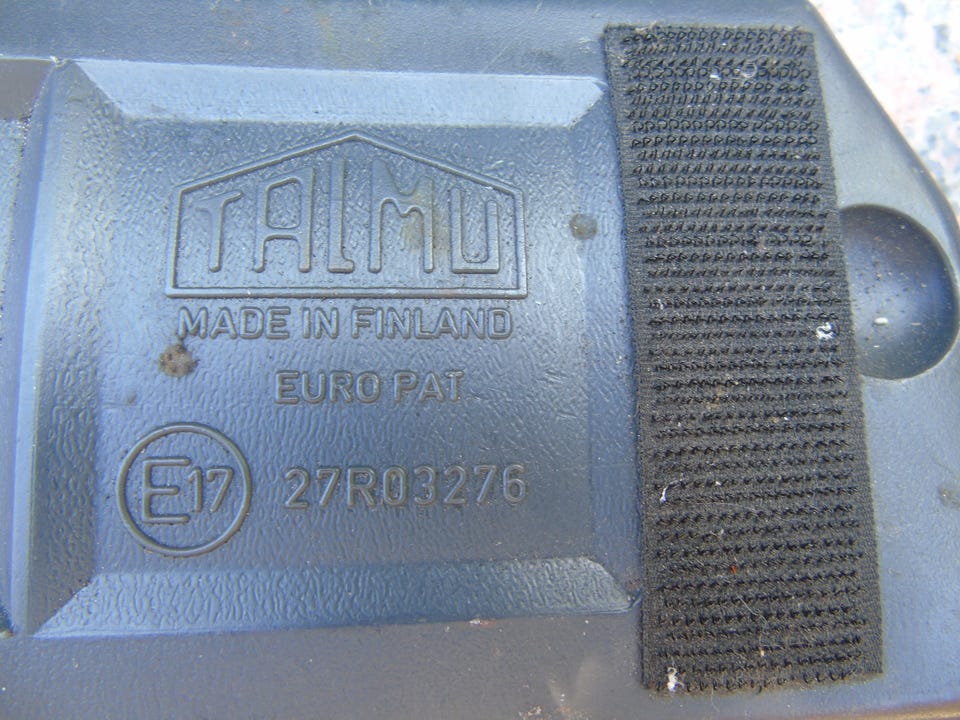 TALMU
MADE IN FINLAND
EURO PAT.
E17 27R03276